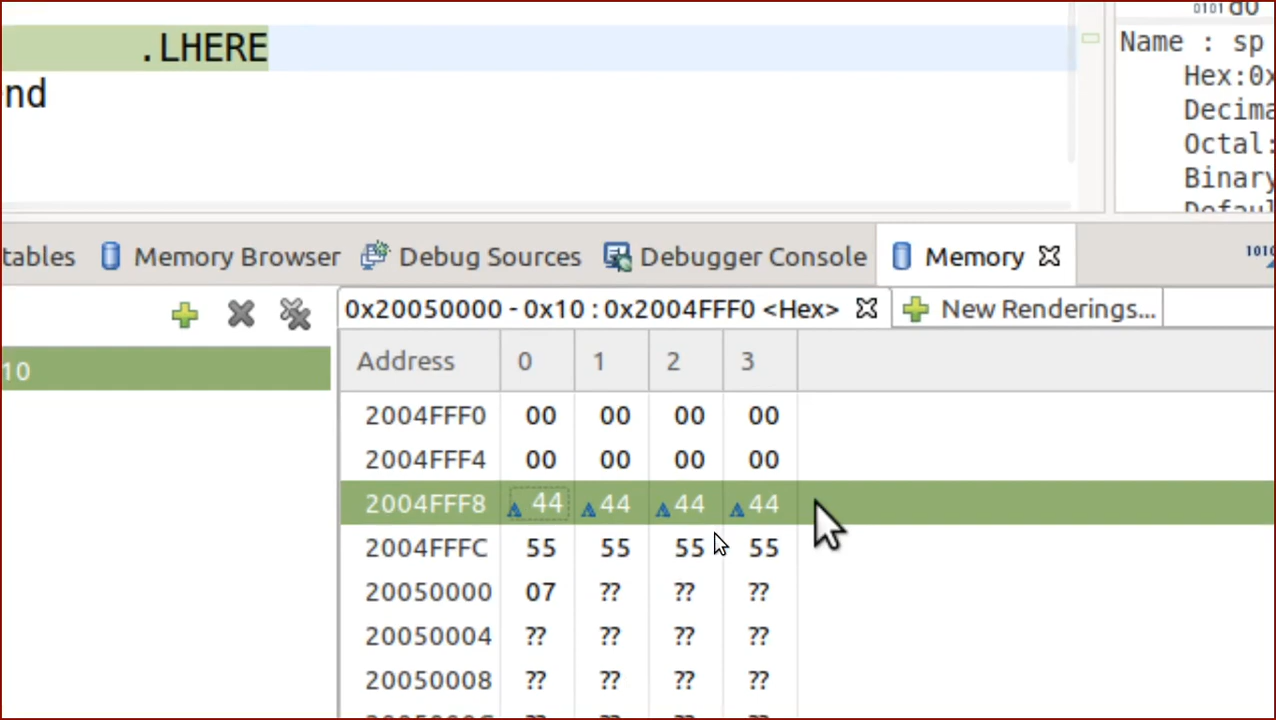 d0
.LHERE
Name : sp
nd
Hex:0x
Decima
Octal:
Binary
Defaul
tables Memory Browser Debug Sources Debugger Console Memory
0x20050000 - 0x10 : 0x2004FFF0 <Hex> New Renderings...
10
Address 0 1 2 3
2004FFF0 00 00 00 00
2004FFF4 00 00 00 00
2004FFF8 44 44 44 44
2004FFFC 55 55 55 55
20050000 07 ?? ?? ??
20050004 ?? ?? ?? ??
20050008 ?? ?? ?? ??